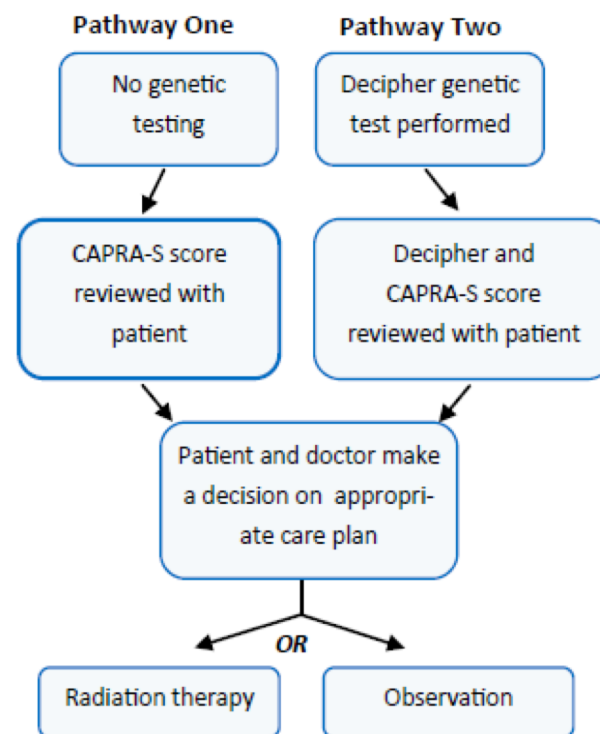 Pathway One
Pathway Two
No genetic
testing
Decipher genetic
test performed
CAPRA-S score
reviewed with
patient
Decipher and
CAPRA-S score
reviewed with patient
Patient and doctor make
a decision on appropri-
ate care plan
OR
Radiation therapy
Observation